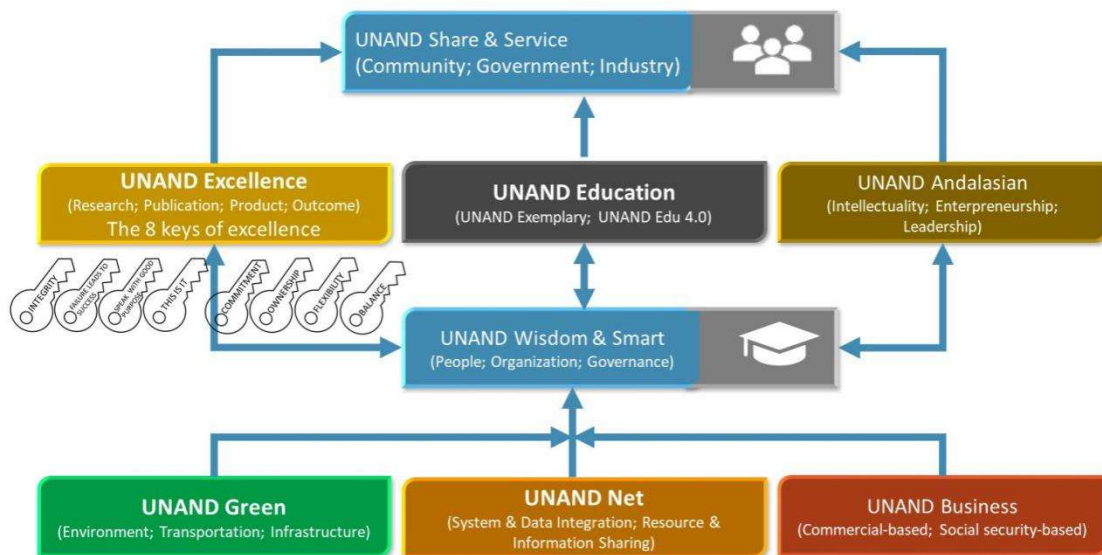 UNAND Share & Service
(Community; Government; Industry)
UNAND Excellence
(Research; Publication; Product; Outcome)
The 8 keys of excellence
UNAND Education
(UNAND Exemplary; UNAND Edu 4.0)
UNAND Andalasian
(Intellectuality; Enterpreneurship;
Leadership)
INTEGRITY
FAILURE LEADS TO
SUCCESS
SPEAK WITH GOOD
PURPOSE
THIS IS IT
COMMITMENT
OWNERSHIP
FLEXIBILITY
BALANCE
UNAND Wisdom & Smart
(People; Organization; Governance)
UNAND Green
(Environment; Transportation; Infrastructure)
UNAND Net
(System & Data Integration; Resource &
Information Sharing)
UNAND Business
(Commercial-based; Social security-based)